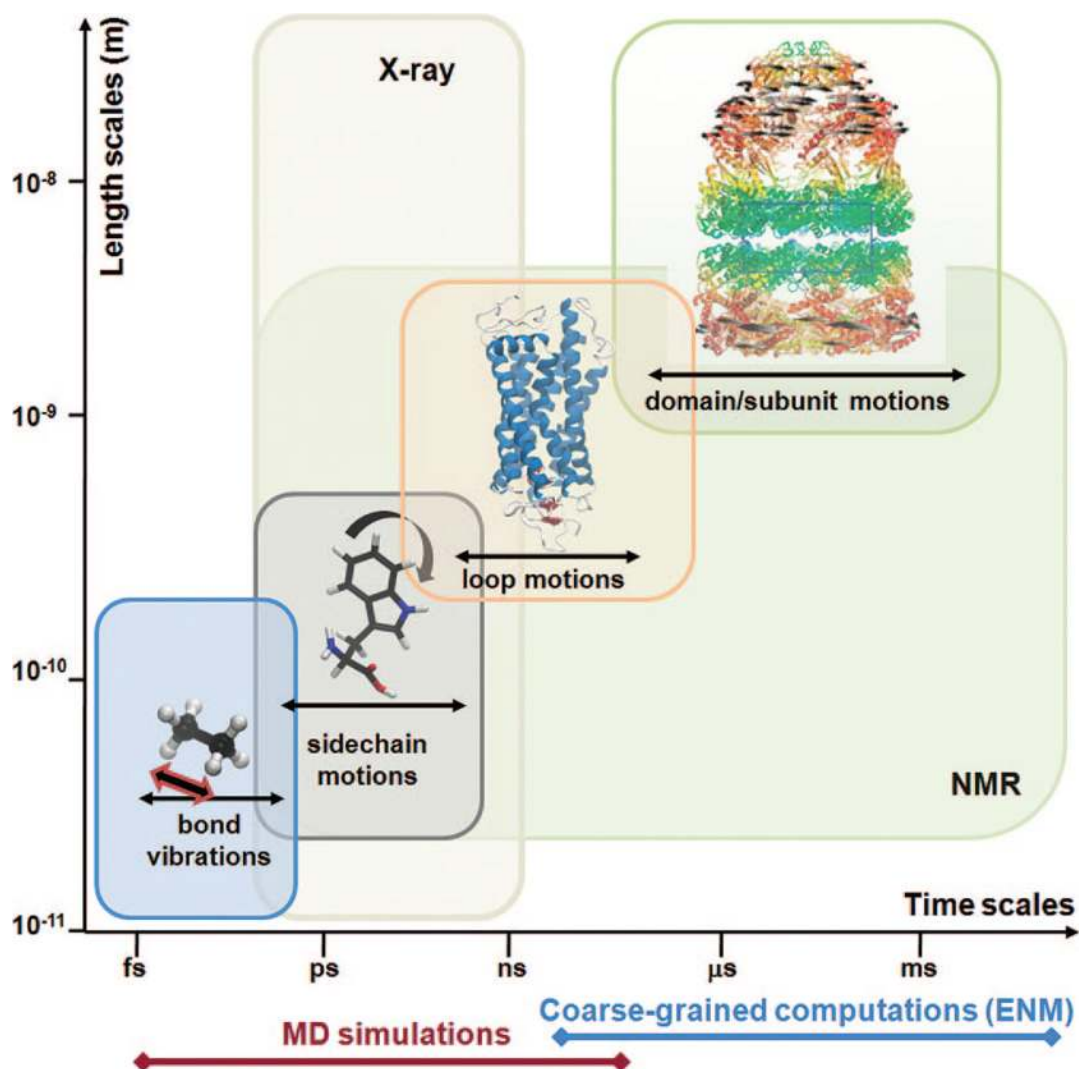 Length scales (m)
X-ray
10-8
domain/subunit motions
10-9
loop motions
10-10
sidechain
motions
NMR
bond
vibrations
10-11
Time scales
fs
ps
ns
μs
ms
Coarse-grained computations (ENM)
MD simulations